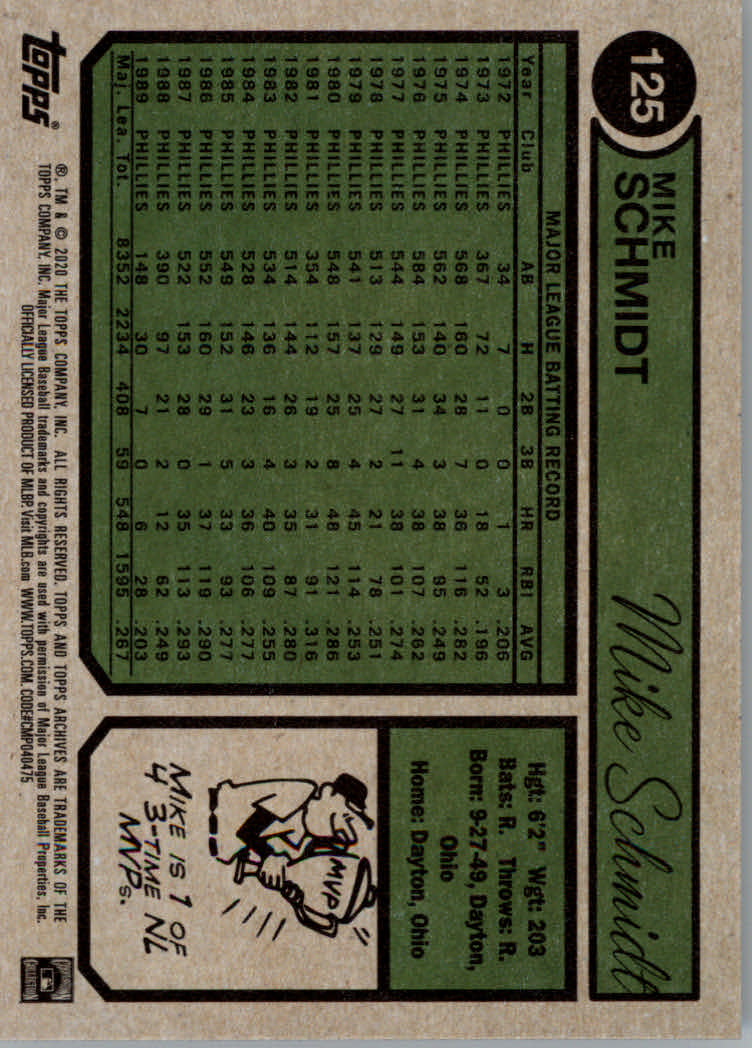 125
MIKE
SCHMIDT
Mike Schmidt
MAJOR LEAGUE BATTING RECORD
Year Club AB H 2B 3B HR RBI AVG
1972 PHILLIES 34 7 0 0 1 3 .206
1973 PHILLIES 367 72 11 0 18 52 .196
1974 PHILLIES 568 160 28 7 36 116 .282
1975 PHILLIES 562 140 34 3 38 95 .249
1976 PHILLIES 584 153 31 4 38 107 .262
1977 PHILLIES 544 149 27 11 38 101 .274
1978 PHILLIES 513 129 27 2 21 78 .251
1979 PHILLIES 541 137 25 4 45 114 .253
1980 PHILLIES 548 157 25 8 48 121 .286
1981 PHILLIES 354 112 19 2 31 91 .316
1982 PHILLIES 514 144 26 3 35 87 .280
1983 PHILLIES 534 136 16 4 40 109 .255
1984 PHILLIES 528 146 23 3 36 106 .277
1985 PHILLIES 549 152 31 5 33 93 .277
1986 PHILLIES 552 160 29 1 37 119 .290
1987 PHILLIES 522 153 28 0 35 113 .293
1988 PHILLIES 390 97 21 2 12 62 .249
1989 PHILLIES 148 30 7 0 6 28 .203
Maj. Lea. Tot. 8352 2234 408 59 548 1595 .267
Hgt: 6'2" Wgt: 203
Bats: R. Throws: R.
Born: 9-27-49, Dayton,
Ohio
Home: Dayton, Ohio
MVP
MIKE IS 1 OF
4 3-TIME NL
MVPs.
topps®
®, TM & © 2020 THE TOPPS COMPANY, INC. ALL RIGHTS RESERVED. TOPPS AND TOPPS ARCHIVES ARE TRADEMARKS OF THE
TOPPS COMPANY, INC. Major League Baseball trademarks and copyrights are used with permission of Major League Baseball Properties, Inc.
OFFICIALLY LICENSED PRODUCT OF MLBP. Visit MLB.com WWW.TOPPS.COM. CODE#CMP040475
COOPERSTOWN
COLLECTION